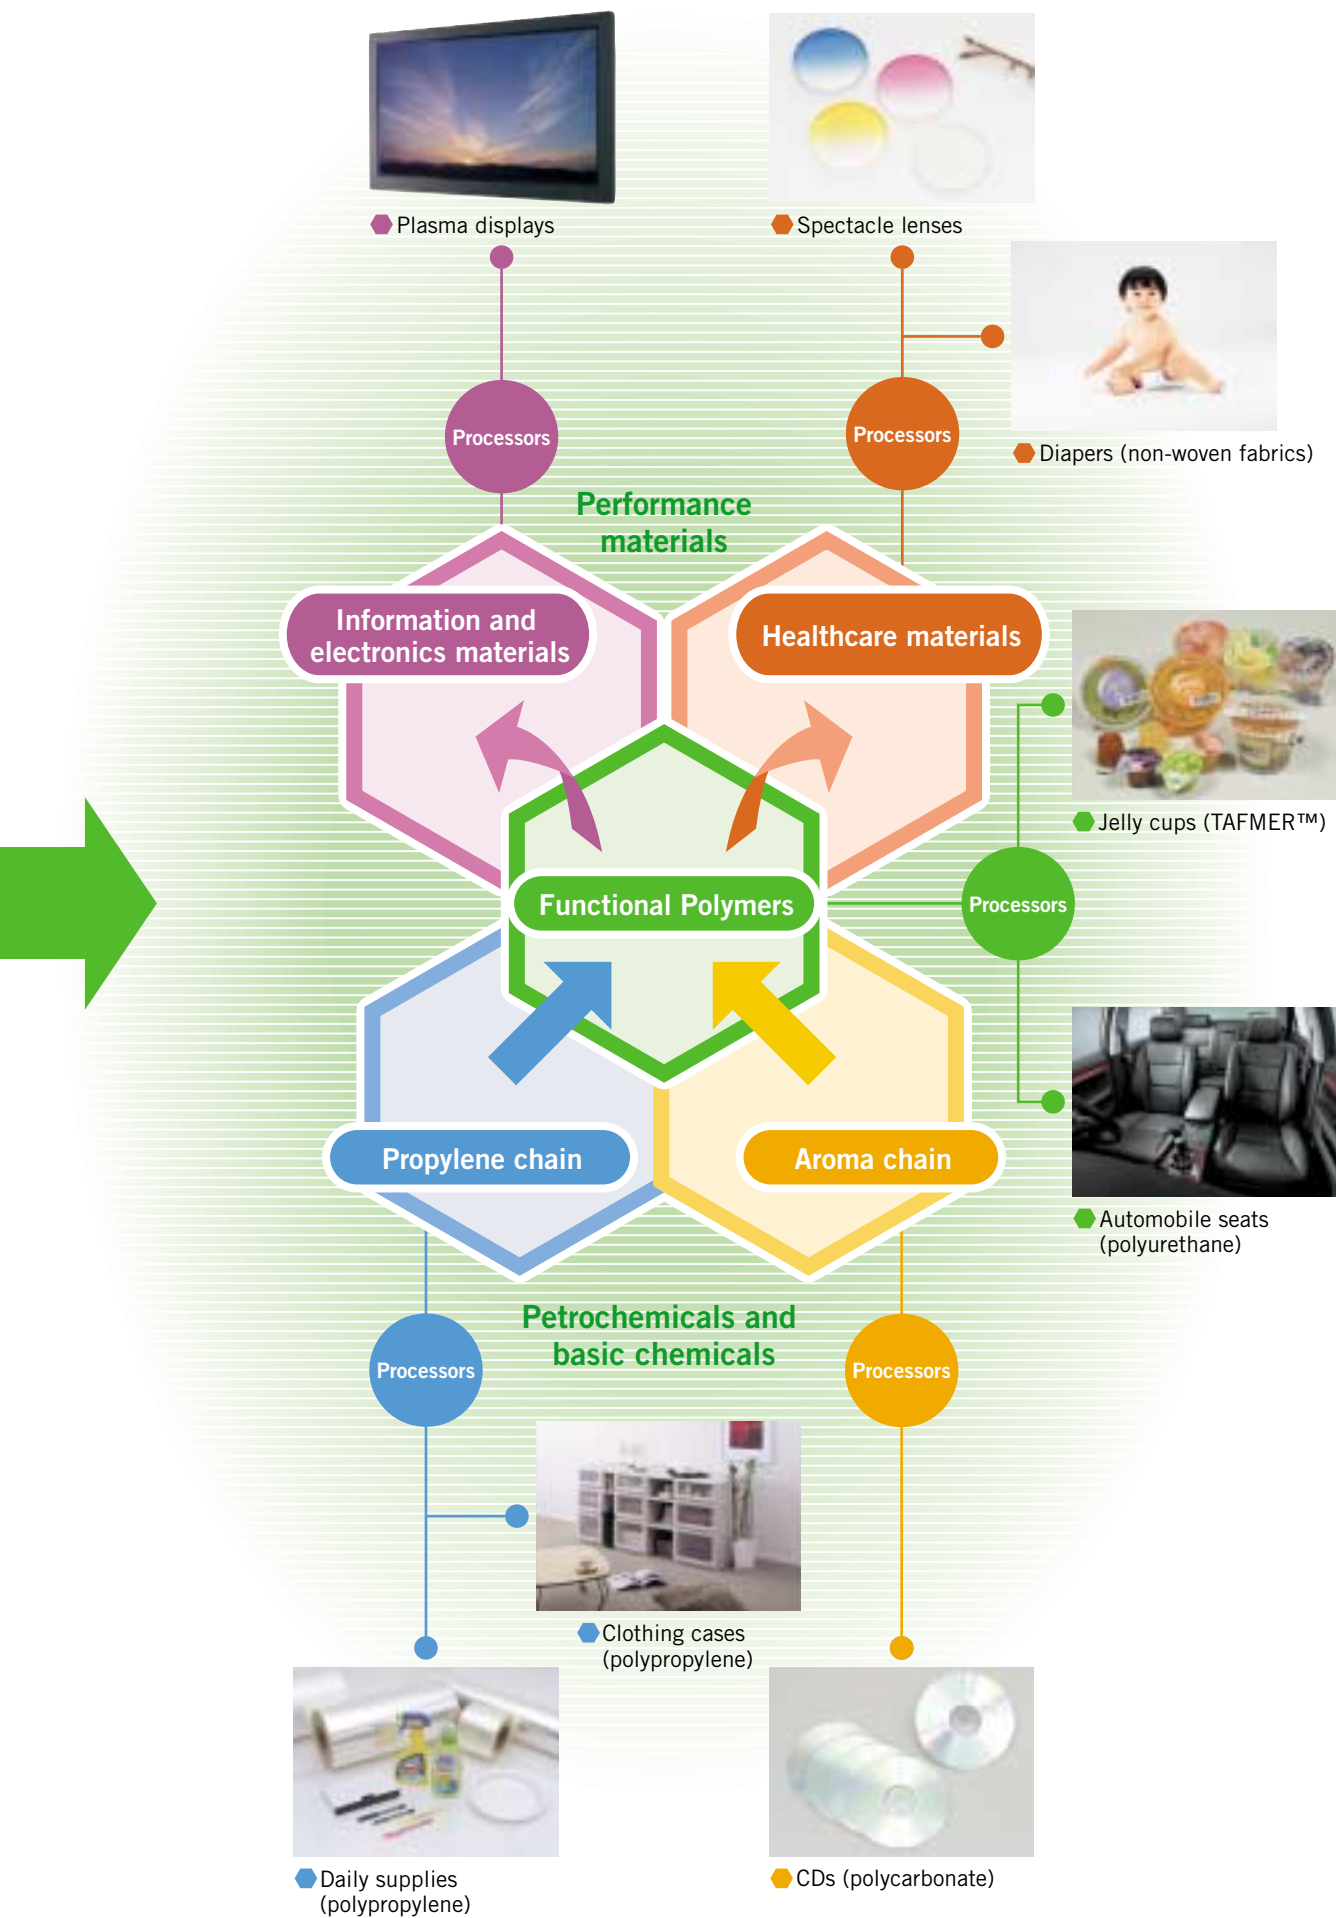 Plasma displays
Spectacle lenses
Diapers (non-woven fabrics)
Processors
Processors
Performance
materials
Information and
electronics materials
Healthcare materials
Jelly cups (TAFMER™)
Functional Polymers
Processors
Propylene chain
Aroma chain
Automobile seats
(polyurethane)
Petrochemicals and
basic chemicals
Processors
Processors
Clothing cases
(polypropylene)
Daily supplies
(polypropylene)
CDs (polycarbonate)